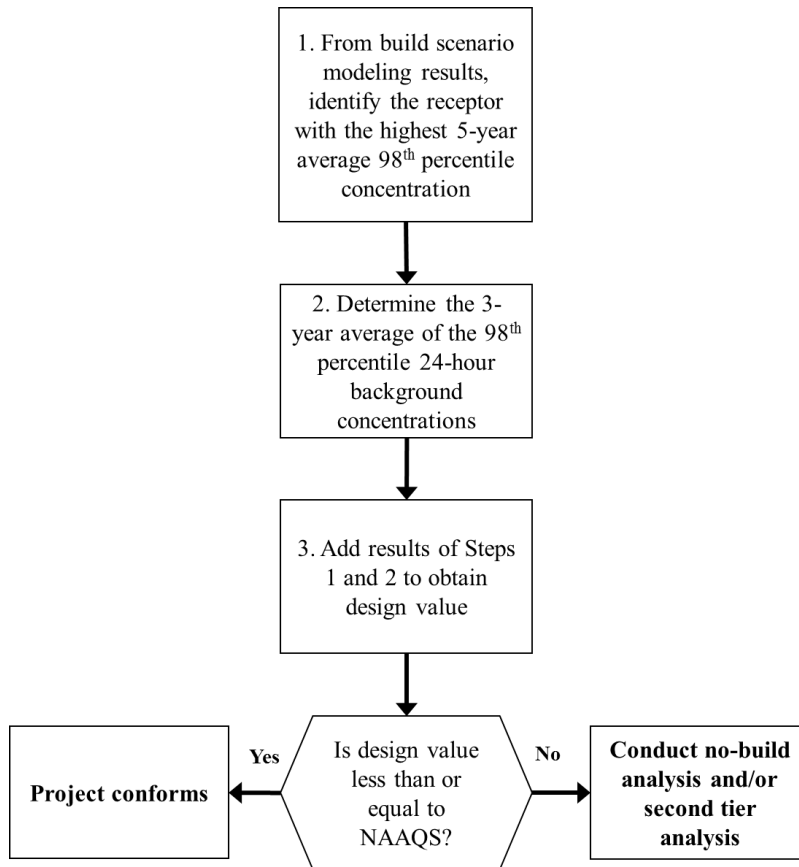 1. From build scenario
modeling results,
identify the receptor
with the highest 5-year
average 98th percentile
concentration
2. Determine the 3-
year average of the 98th
percentile 24-hour
background
concentrations
3. Add results of Steps
1 and 2 to obtain
design value
Is design value
less than or
equal to
NAAQS?
Yes
Project conforms
No
Conduct no-build
analysis and/or
second tier
analysis